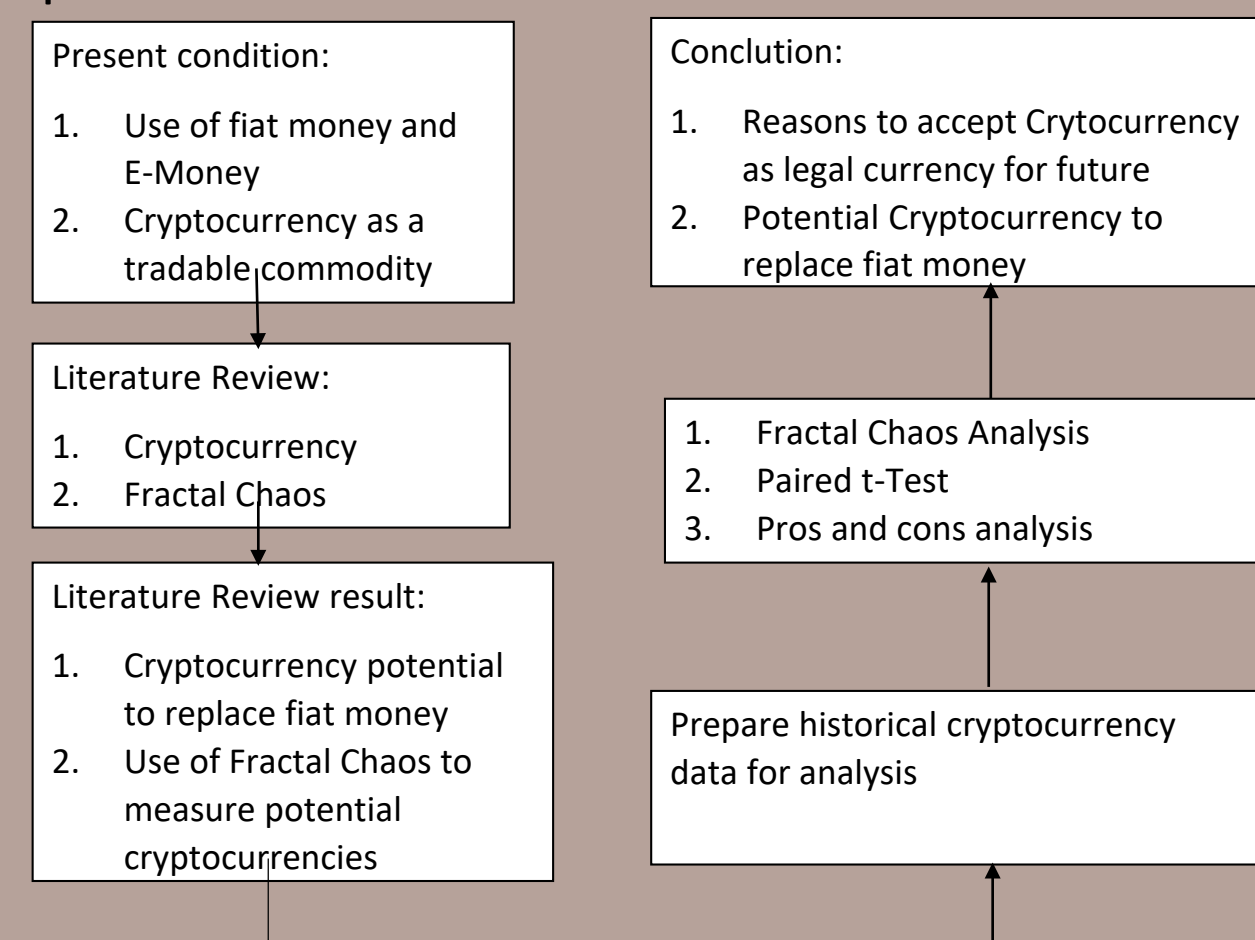 Present condition:
1. Use of fiat money and
E-Money
2. Cryptocurrency as a
tradable commodity
Literature Review:
1. Cryptocurrency
2. Fractal Chaos
Literature Review result:
1. Cryptocurrency potential
to replace fiat money
2. Use of Fractal Chaos to
measure potential
cryptocurrencies
Conclution:
1. Reasons to accept Crytocurrency
as legal currency for future
2. Potential Cryptocurrency to
replace fiat money
1. Fractal Chaos Analysis
2. Paired t-Test
3. Pros and cons analysis
Prepare historical cryptocurrency
data for analysis